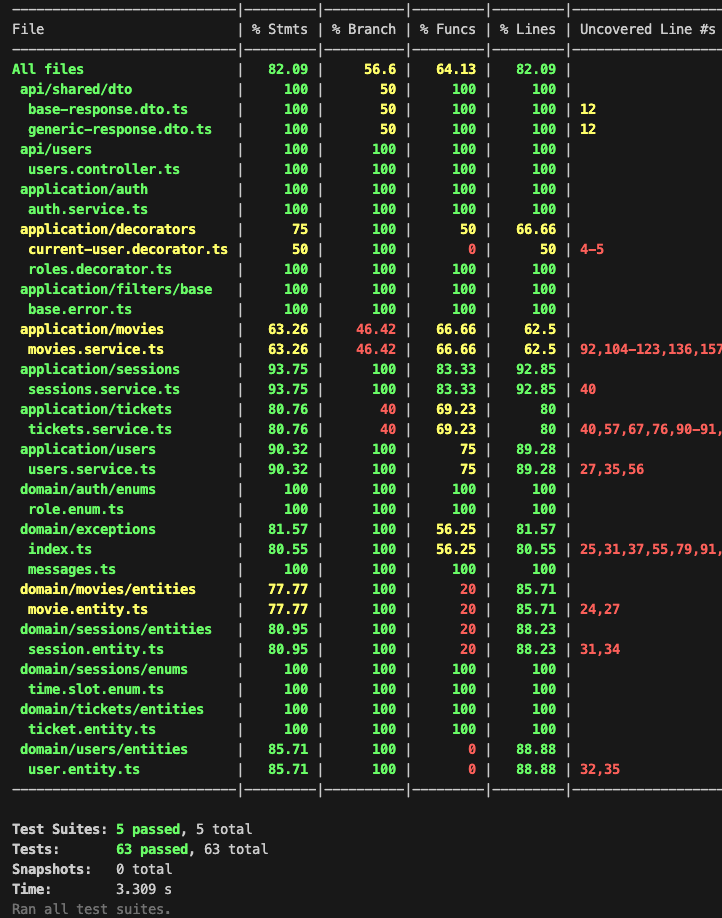 File | % Stmts | % Branch | % Funcs | % Lines | Uncovered Line #s
All files | 82.09 | 56.6 | 64.13 | 82.09 |
api/shared/dto | 100 | 50 | 100 | 100 |
base-response.dto.ts | 100 | 50 | 100 | 100 | 12
generic-response.dto.ts | 100 | 50 | 100 | 100 | 12
api/users | 100 | 100 | 100 | 100 |
users.controller.ts | 100 | 100 | 100 | 100 |
application/auth | 100 | 100 | 100 | 100 |
auth.service.ts | 100 | 100 | 100 | 100 |
application/decorators | 75 | 100 | 50 | 66.66 |
current-user.decorator.ts | 50 | 100 | 0 | 50 | 4-5
roles.decorator.ts | 100 | 100 | 100 | 100 |
application/filters/base | 100 | 100 | 100 | 100 |
base.error.ts | 100 | 100 | 100 | 100 |
application/movies | 63.26 | 46.42 | 66.66 | 62.5 |
movies.service.ts | 63.26 | 46.42 | 66.66 | 62.5 | 92,104-123,136,157
application/sessions | 93.75 | 100 | 83.33 | 92.85 |
sessions.service.ts | 93.75 | 100 | 83.33 | 92.85 | 40
application/tickets | 80.76 | 40 | 69.23 | 80 |
tickets.service.ts | 80.76 | 40 | 69.23 | 80 | 40,57,67,76,90-91,
application/users | 90.32 | 100 | 75 | 89.28 |
users.service.ts | 90.32 | 100 | 75 | 89.28 | 27,35,56
domain/auth/enums | 100 | 100 | 100 | 100 |
role.enum.ts | 100 | 100 | 100 | 100 |
domain/exceptions | 81.57 | 100 | 56.25 | 81.57 |
index.ts | 80.55 | 100 | 56.25 | 80.55 | 25,31,37,55,79,91,
messages.ts | 100 | 100 | 100 | 100 |
domain/movies/entities | 77.77 | 100 | 20 | 85.71 |
movie.entity.ts | 77.77 | 100 | 20 | 85.71 | 24,27
domain/sessions/entities | 80.95 | 100 | 20 | 88.23 |
session.entity.ts | 80.95 | 100 | 20 | 88.23 | 31,34
domain/sessions/enums | 100 | 100 | 100 | 100 |
time.slot.enum.ts | 100 | 100 | 100 | 100 |
domain/tickets/entities | 100 | 100 | 100 | 100 |
ticket.entity.ts | 100 | 100 | 100 | 100 |
domain/users/entities | 85.71 | 100 | 0 | 88.88 |
user.entity.ts | 85.71 | 100 | 0 | 88.88 | 32,35
Test Suites: 5 passed, 5 total
Tests: 63 passed, 63 total
Snapshots: 0 total
Time: 3.309 s
Ran all test suites.